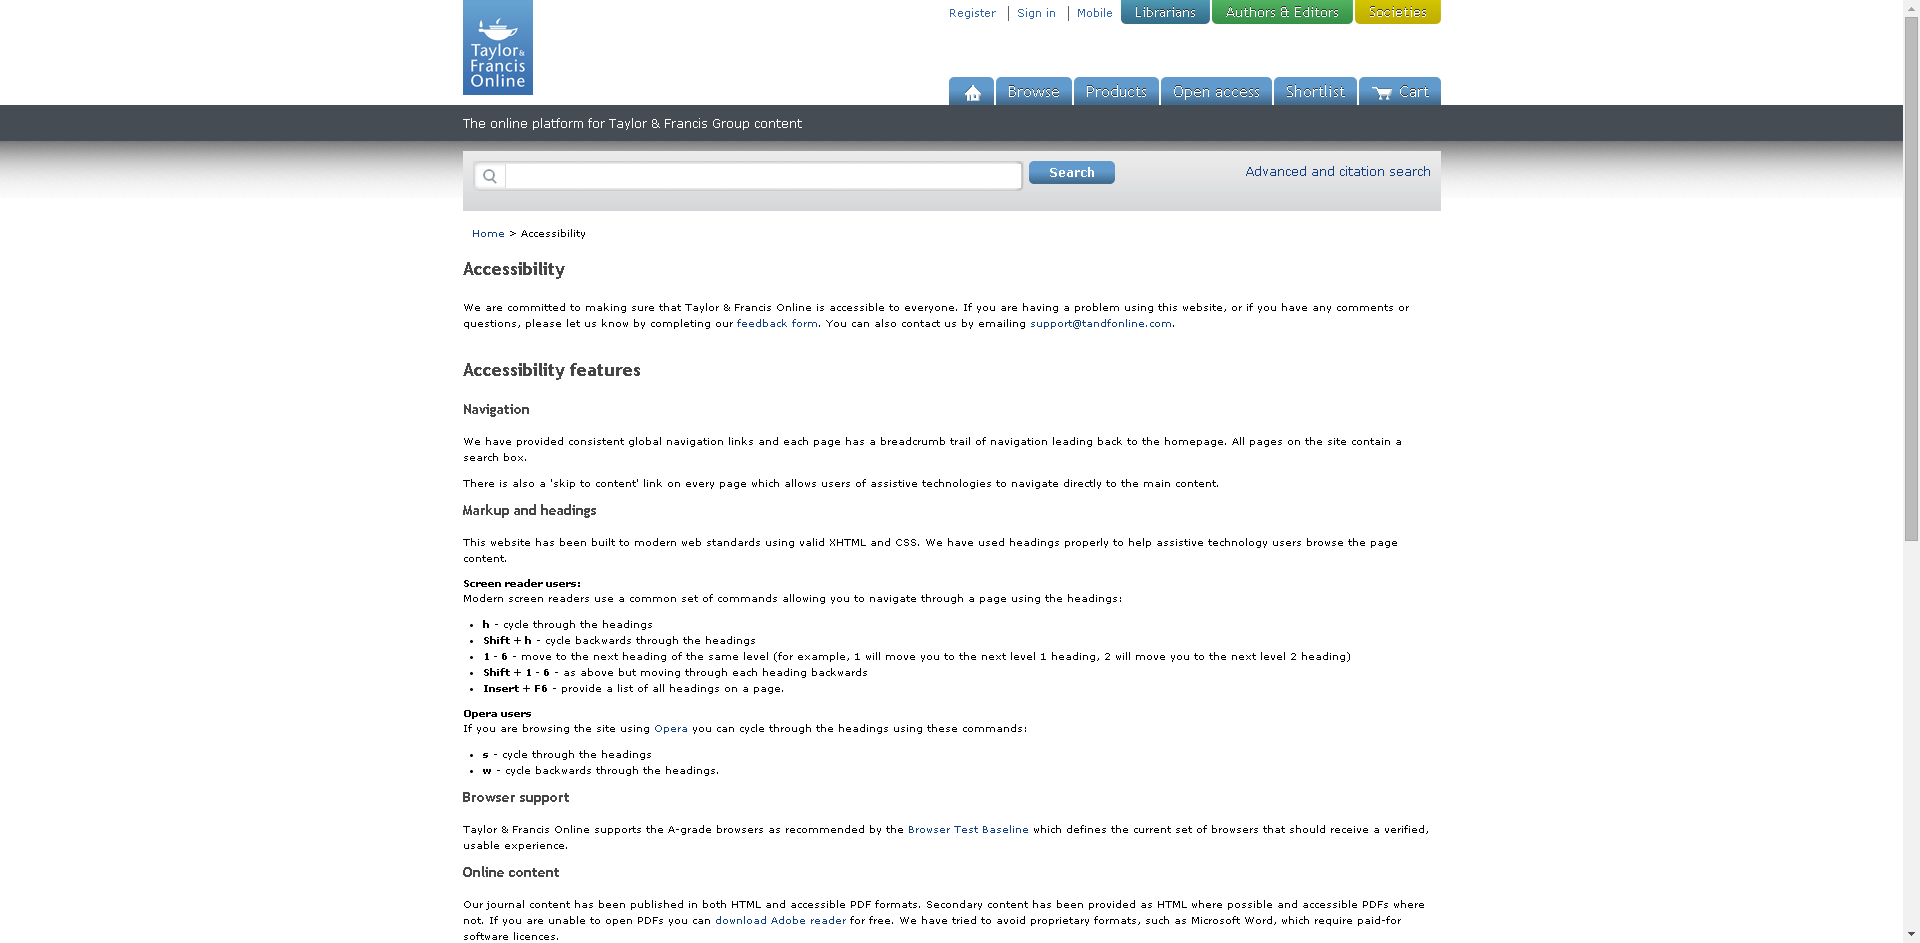 Taylor &
Francis
Online
Register
Sign in
Mobile
Librarians
Authors & Editors
Societies
Browse
Products
Open access
Shortlist
Cart
The online platform for Taylor & Francis Group content
Search
Advanced and citation search
Home > Accessibility
Accessibility
We are committed to making sure that Taylor & Francis Online is accessible to everyone. If you are having a problem using this website, or if you have any comments or
questions, please let us know by completing our feedback form. You can also contact us by emailing support@tandfonline.com.
Accessibility features
Navigation
We have provided consistent global navigation links and each page has a breadcrumb trail of navigation leading back to the homepage. All pages on the site contain a
search box.
There is also a 'skip to content' link on every page which allows users of assistive technologies to navigate directly to the main content.
Markup and headings
This website has been built to modern web standards using valid XHTML and CSS. We have used headings properly to help assistive technology users browse the page
content.
Screen reader users:
Modern screen readers use a common set of commands allowing you to navigate through a page using the headings:
• h - cycle through the headings
• Shift + h - cycle backwards through the headings
• 1 - 6 - move to the next heading of the same level (for example, 1 will move you to the next level 1 heading, 2 will move you to the next level 2 heading)
• Shift + 1 - 6 - as above but moving through each heading backwards
• Insert + F6 - provide a list of all headings on a page.
Opera users
If you are browsing the site using Opera you can cycle through the headings using these commands:
• s - cycle through the headings
• w - cycle backwards through the headings.
Browser support
Taylor & Francis Online supports the A-grade browsers as recommended by the Browser Test Baseline which defines the current set of browsers that should receive a verified,
usable experience.
Online content
Our journal content has been published in both HTML and accessible PDF formats. Secondary content has been provided as HTML where possible and accessible PDFs where
not. If you are unable to open PDFs you can download Adobe reader for free. We have tried to avoid proprietary formats, such as Microsoft Word, which require paid-for
software licences.